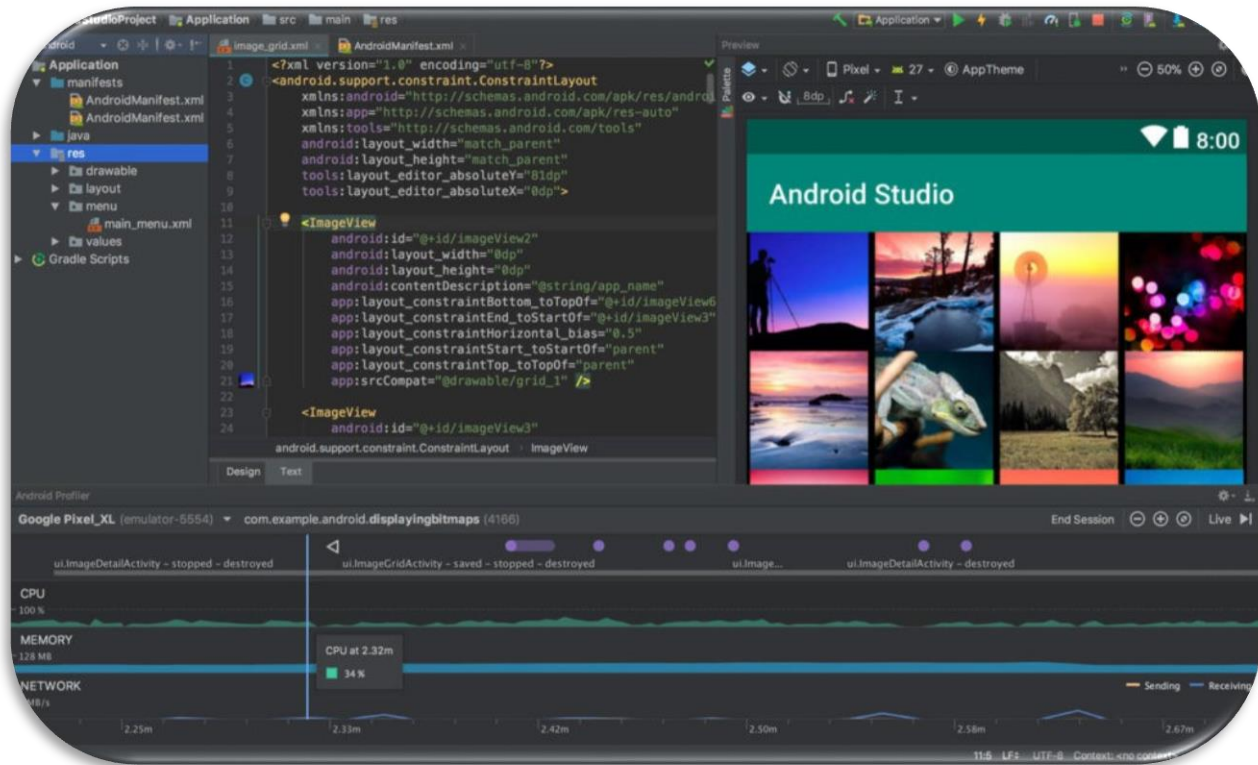 StudioProject Application src main res
Application
Android
image_grid.xml
AndroidManifest.xml
Preview
Application
manifests
AndroidManifest.xml
AndroidManifest.xml
java
res
drawable
layout
menu
main_menu.xml
values
Gradle Scripts
1 <?xml version="1.0" encoding="utf-8"?>
2 <android.support.constraint.ConstraintLayout
3 xmlns:android="http://schemas.android.com/apk/res/androi
4 xmlns:app="http://schemas.android.com/apk/res-auto"
5 xmlns:tools="http://schemas.android.com/tools"
6 android:layout_width="match_parent"
7 android:layout_height="match_parent"
8 tools:layout_editor_absoluteY="81dp"
9 tools:layout_editor_absoluteX="0dp">
10
11 <ImageView
12 android:id="@+id/imageView2"
13 android:layout_width="0dp"
14 android:layout_height="0dp"
15 android:contentDescription="@string/app_name"
16 app:layout_constraintBottom_toTopOf="@+id/imageView6
17 app:layout_constraintEnd_toStartOf="@+id/imageView3"
18 app:layout_constraintHorizontal_bias="0.5"
19 app:layout_constraintStart_toStartOf="parent"
20 app:layout_constraintTop_toTopOf="parent"
21 app:srcCompat="@drawable/grid_1" />
22
23 <ImageView
24 android:id="@+id/imageView3"
android.support.constraint.ConstraintLayout › ImageView
Design Text
Palette
Pixel 27 AppTheme 50%
8dp
8:00
Android Studio
Android Profiler
Google Pixel_XL (emulator-5554) com.example.android.displayingbitmaps (4166)
End Session Live
ui.ImageDetailActivity – stopped – destroyed
ui.ImageGridActivity – saved – stopped – destroyed
ui.Image...
ui.ImageDetailActivity – destroyed
CPU
100 %
MEMORY
128 MB
CPU at 2.32m
34 %
NETWORK
MB/s
Sending Receiving
2.25m 2.33m 2.42m 2.50m 2.58m 2.67m
11:5 LF÷ UTF-8 Context: <no context>